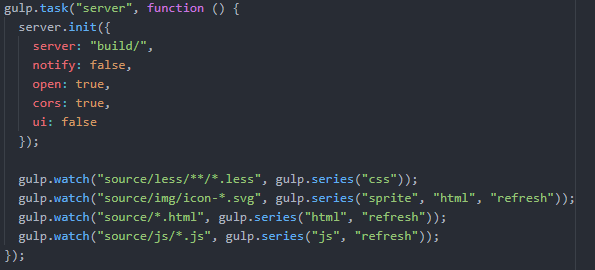 gulp.task("server", function () {
  server.init({
    server: "build/",
    notify: false,
    open: true,
    cors: true,
    ui: false
  });

  gulp.watch("source/less/**/*.less", gulp.series("css"));
  gulp.watch("source/img/icon-*.svg", gulp.series("sprite", "html", "refresh"));
  gulp.watch("source/*.html", gulp.series("html", "refresh"));
  gulp.watch("source/js/*.js", gulp.series("js", "refresh"));
});